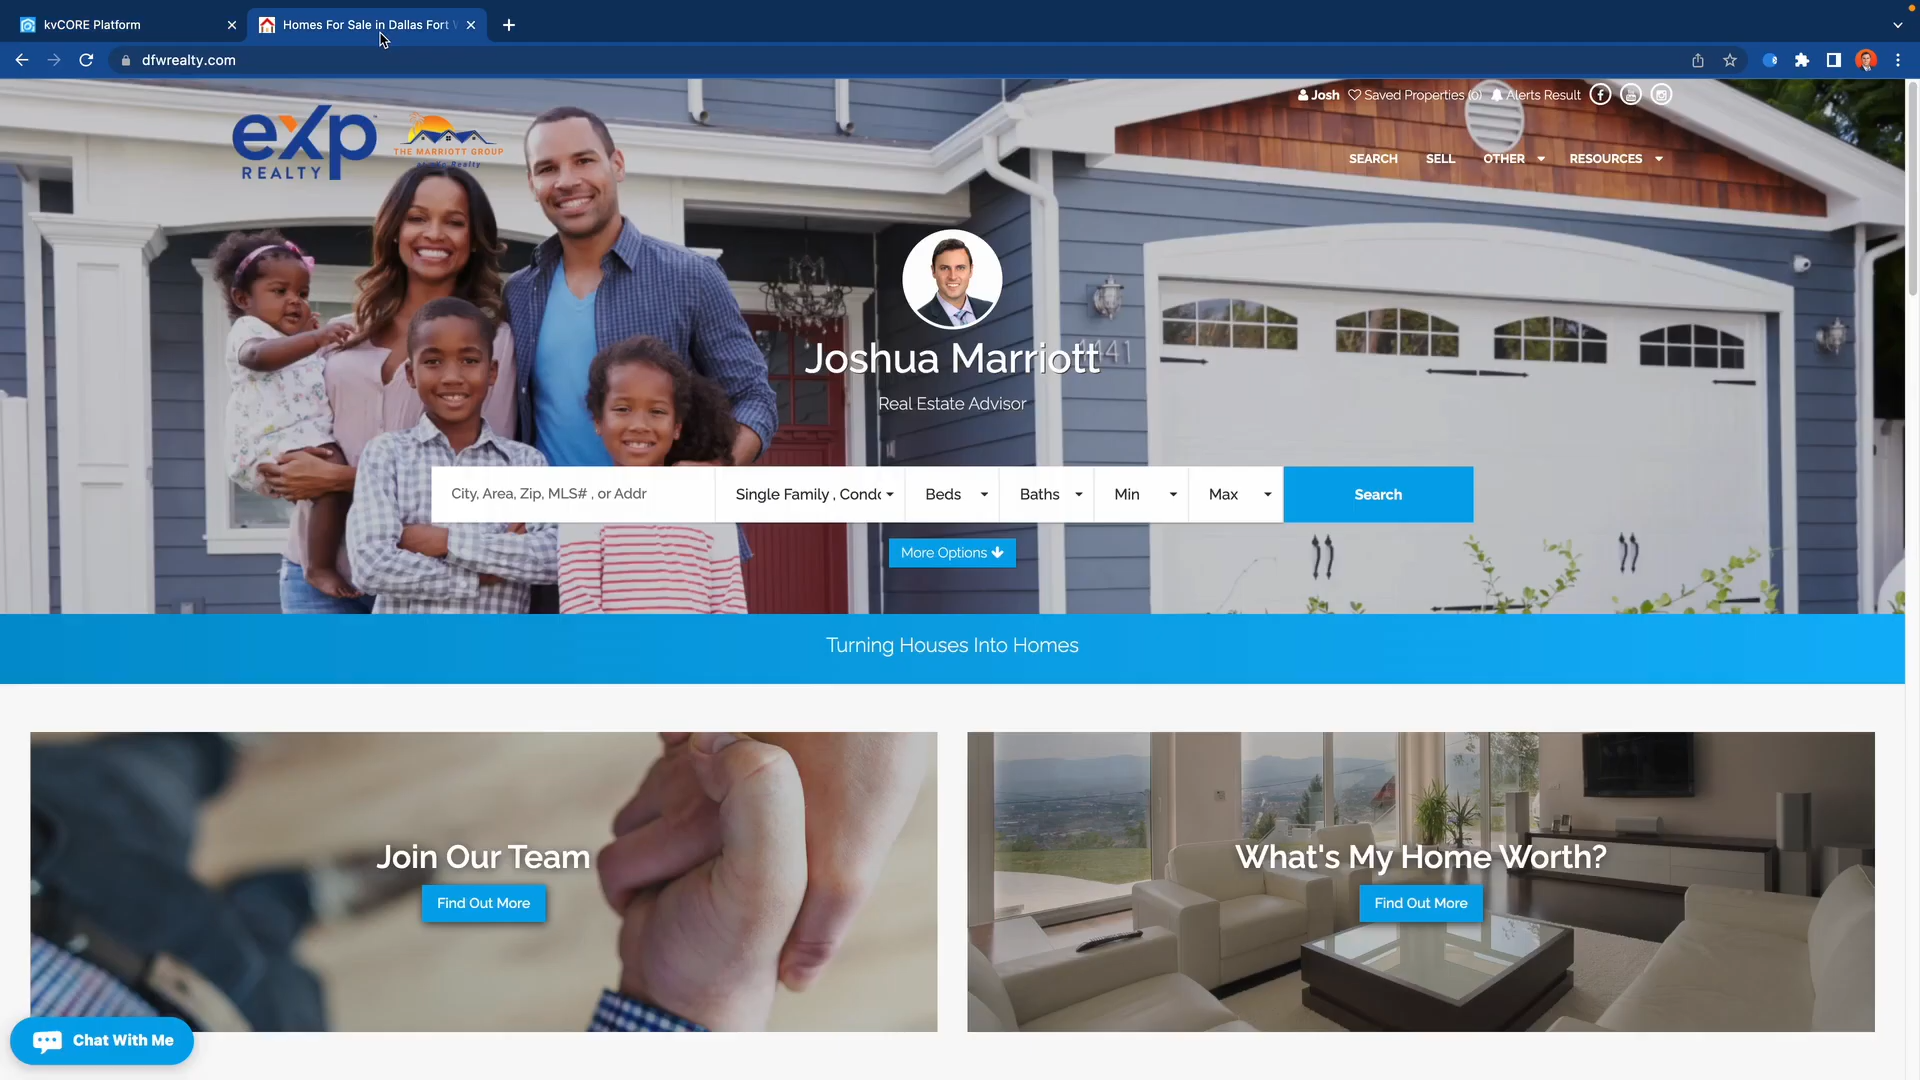 kvCORE Platform
Homes For Sale in Dallas Fort
dfwrealty.com
Josh Saved Properties (0) Alerts Result
eXp
REALTY
THE MARRIOTT GROUP
SEARCH SELL OTHER RESOURCES
4441
Joshua Marriott
Real Estate Advisor
City, Area, Zip, MLS# , or Addr Single Family , Condo Beds Baths Min Max Search
More Options
Turning Houses Into Homes
Join Our Team
Find Out More
What's My Home Worth?
Find Out More
Chat With Me